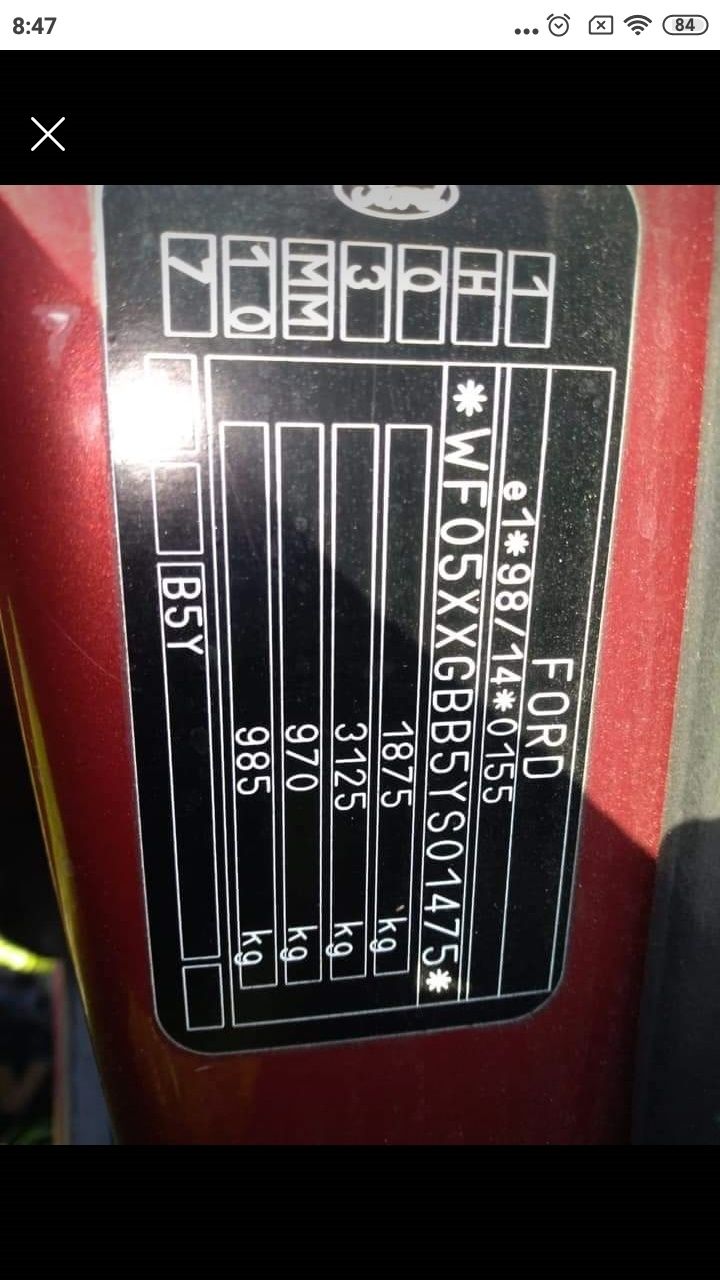 8:47
84
Ford
FORD
1
e1*98/14*0155
H
*WF05XXGBB5YS01475*
Q
1875 kg
3
3125 kg
MM
970 kg
10
985 kg
7
B5Y